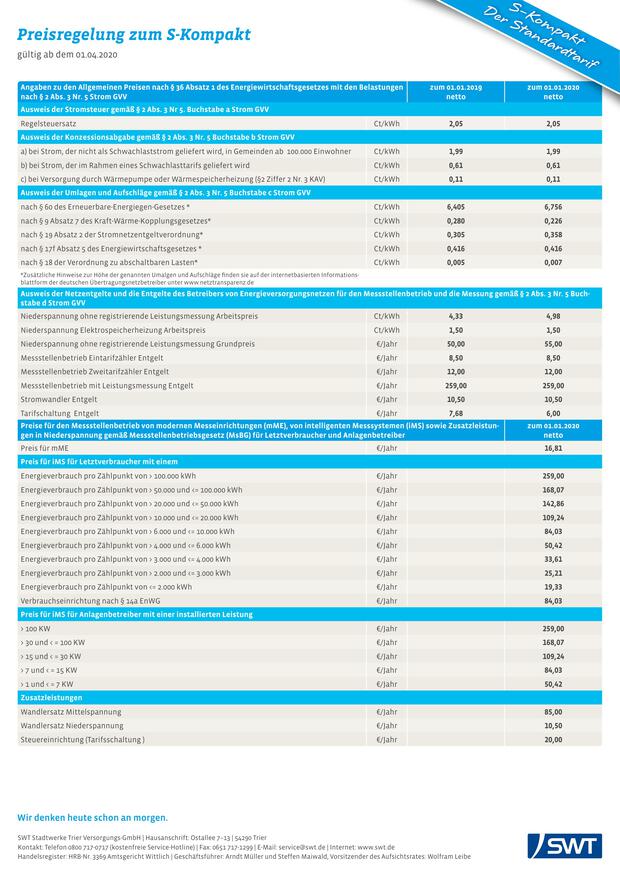 Preisregelung zum S-Kompakt
S-Kompakt
Der Standardtarif
gültig ab dem 01.04.2020
Angaben zu den Allgemeinen Preisen nach § 36 Absatz 1 des Energiewirtschaftsgesetzes mit den Belastungen zum 01.01.2019 zum 01.01.2020
nach § 2 Abs. 3 Nr. 5 Strom GVV netto netto
Ausweis der Stromsteuer gemäß § 2 Abs. 3 Nr 5. Buchstabe a Strom GVV
Regelsteuersatz Ct/kWh 2,05 2,05
Ausweis der Konzessionsabgabe gemäß § 2 Abs. 3 Nr. 5 Buchstabe b Strom GVV
a) bei Strom, der nicht als Schwachlaststrom geliefert wird, in Gemeinden ab 100.000 Einwohner Ct/kWh 1,99 1,99
b) bei Strom, der im Rahmen eines Schwachlasttarifs geliefert wird Ct/kWh 0,61 0,61
c) bei Versorgung durch Wärmepumpe oder Wärmespeicherheizung (§2 Ziffer 2 Nr. 3 KAV) Ct/kWh 0,11 0,11
Ausweis der Umlagen und Aufschläge gemäß § 2 Abs. 3 Nr. 5 Buchstabe c Strom GVV
nach § 60 des Erneuerbare-Energiegen-Gesetzes * Ct/kWh 6,405 6,756
nach § 9 Absatz 7 des Kraft-Wärme-Kopplungsgesetzes* Ct/kWh 0,280 0,226
nach § 19 Absatz 2 der Stromnetzentgeltverordnung* Ct/kWh 0,305 0,358
nach § 17f Absatz 5 des Energiewirtschaftsgesetzes * Ct/kWh 0,416 0,416
nach § 18 der Verordnung zu abschaltbaren Lasten* Ct/kWh 0,005 0,007
*Zusätzliche Hinweise zur Höhe der genannten Umalgen und Aufschläge finden sie auf der internetbasierten Informations-
blattform der deutschen Übertragungsnetzbetreiber unter www.netztransparenz.de
Ausweis der Netzentgelte und die Entgelte des Betreibers von Energieversorgungsnetzen für den Messstellenbetrieb und die Messung gemäß § 2 Abs. 3 Nr. 5 Buch-
stabe d Strom GVV
Niederspannung ohne registrierende Leistungsmessung Arbeitspreis Ct/kWh 4,33 4,98
Niederspannung Elektrospeicherheizung Arbeitspreis Ct/kWh 1,50 1,50
Niederspannung ohne registrierende Leistungsmessung Grundpreis €/Jahr 50,00 55,00
Messstellenbetrieb Eintarifzähler Entgelt €/Jahr 8,50 8,50
Messstellenbetrieb Zweitarifzähler Entgelt €/Jahr 12,00 12,00
Messstellenbetrieb mit Leistungsmessung Entgelt €/Jahr 259,00 259,00
Stromwandler Entgelt €/Jahr 10,50 10,50
Tarifschaltung Entgelt €/Jahr 7,68 6,00
Preise für den Messstellenbetrieb von modernen Messeinrichtungen (mME), von intelligenten Messsystemen (iMS) sowie Zusatzleistun- zum 01.01.2020
gen in Niederspannung gemäß Messstellenbetriebsgesetz (MsBG) für Letztverbraucher und Anlagenbetreiber netto
Preis für mME €/Jahr 16,81
Preis für iMS für Letztverbraucher mit einem
Energieverbrauch pro Zählpunkt von > 100.000 kWh €/Jahr 259,00
Energieverbrauch pro Zählpunkt von > 50.000 und <= 100.000 kWh €/Jahr 168,07
Energieverbrauch pro Zählpunkt von > 20.000 und <= 50.000 kWh €/Jahr 142,86
Energieverbrauch pro Zählpunkt von > 10.000 und <= 20.000 kWh €/Jahr 109,24
Energieverbrauch pro Zählpunkt von > 6.000 und <= 10.000 kWh €/Jahr 84,03
Energieverbrauch pro Zählpunkt von > 4.000 und <= 6.000 kWh €/Jahr 50,42
Energieverbrauch pro Zählpunkt von > 3.000 und <= 4.000 kWh €/Jahr 33,61
Energieverbrauch pro Zählpunkt von > 2.000 und <= 3.000 kWh €/Jahr 25,21
Energieverbrauch pro Zählpunkt von <= 2.000 kWh €/Jahr 19,33
Verbrauchseinrichtung nach § 14a EnWG €/Jahr 84,03
Preis für iMS für Anlagenbetreiber mit einer installierten Leistung
> 100 KW €/Jahr 259,00
> 30 und < = 100 KW €/Jahr 168,07
> 15 und < = 30 KW €/Jahr 109,24
> 7 und < = 15 KW €/Jahr 84,03
> 1 und < = 7 KW €/Jahr 50,42
Zusatzleistungen
Wandlersatz Mittelspannung €/Jahr 85,00
Wandlersatz Niederspannung €/Jahr 10,50
Steuereinrichtung (Tarifsschaltung ) €/Jahr 20,00
Wir denken heute schon an morgen.
SWT Stadtwerke Trier Versorgungs-GmbH | Hausanschrift: Ostallee 7–13 | 54290 Trier
Kontakt: Telefon 0800 717-0717 (kostenfreie Service-Hotline) | Fax: 0651 717-1299 | E-Mail: service@swt.de | Internet: www.swt.de
Handelsregister: HRB-Nr. 3369 Amtsgericht Wittlich | Geschäftsführer: Arndt Müller und Steffen Maiwald, Vorsitzender des Aufsichtsrates: Wolfram Leibe
SWT